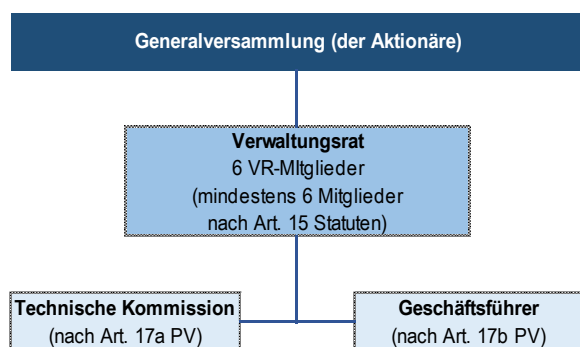 Generalversammlung (der Aktionäre)
Verwaltungsrat
6 VR-MItglieder
(mindestens 6 Mitglieder
nach Art. 15 Statuten)
Technische Kommission
(nach Art. 17a PV)
Geschäftsführer
(nach Art. 17b PV)